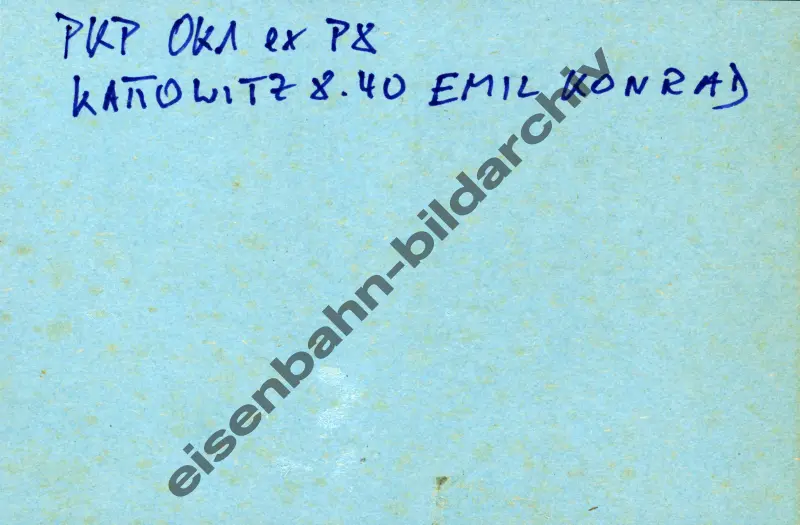 PKP OK1 ex P8
KATTOWITZ 8.40 EMIL KONRAD
eisenbahn-bildarchiv